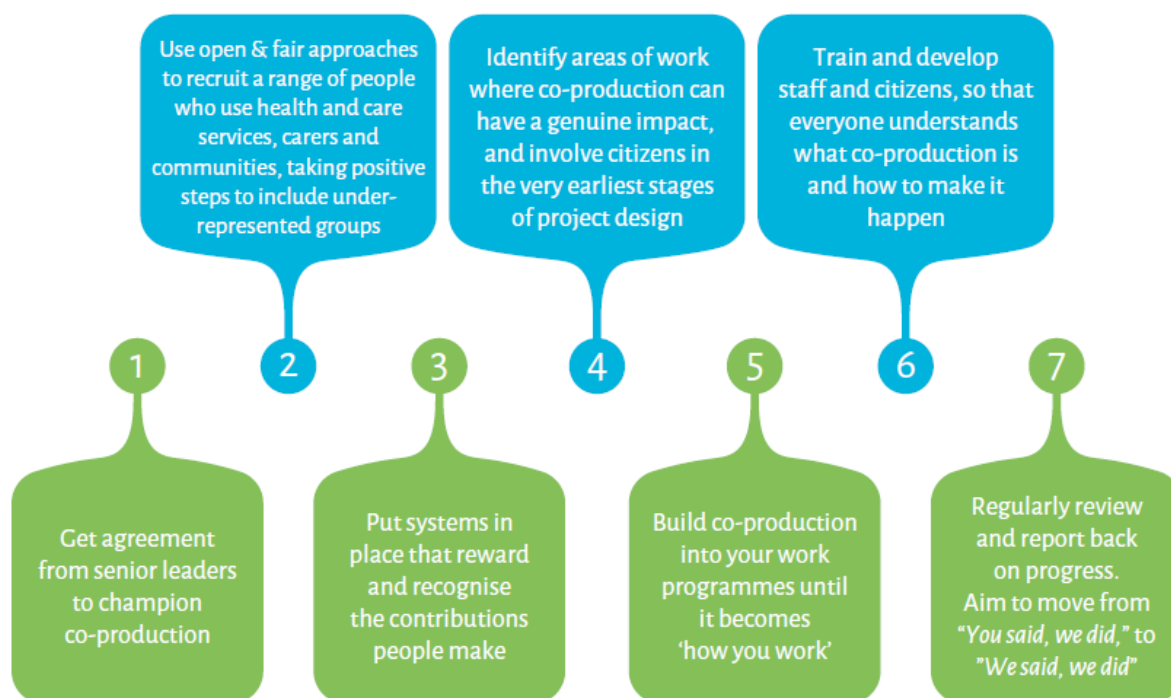 Use open & fair approaches
to recruit a range of people
who use health and care
services, carers and
communities, taking positive
steps to include under-
represented groups
Identify areas of work
where co-production can
have a genuine impact,
and involve citizens in
the very earliest stages
of project design
Train and develop
staff and citizens, so that
everyone understands
what co-production is
and how to make it
happen
1
2
3
4
5
6
7
Get agreement
from senior leaders
to champion
co-production
Put systems in
place that reward
and recognise
the contributions
people make
Build co-production
into your work
programmes until
it becomes
‘how you work’
Regularly review
and report back
on progress.
Aim to move from
“You said, we did,” to
”We said, we did”